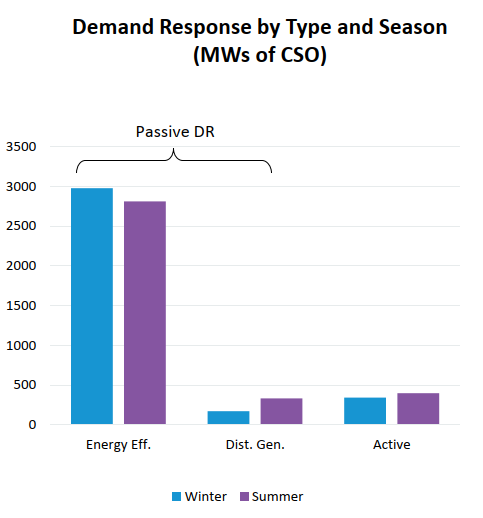 Demand Response by Type and Season
(MWs of CSO)
Passive DR
3500
3000
2500
2000
1500
1000
500
0
Energy Eff. Dist. Gen. Active
Winter Summer